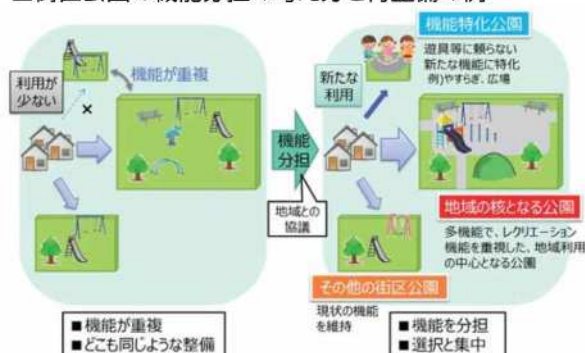 利用が
少ない
機能が重複
■機能が重複
■どこも同じような整備
機能
分担
地域との
協議
機能特化公園
遊具等に頼らない
新たな機能に特化
例)やすらぎ、広場
新たな
利用
地域の核となる公園
多機能で、レクリエーション
機能を重視した、地域利用
の中心となる公園
その他の街区公園
現状の機能
を維持
■機能を分担
■選択と集中